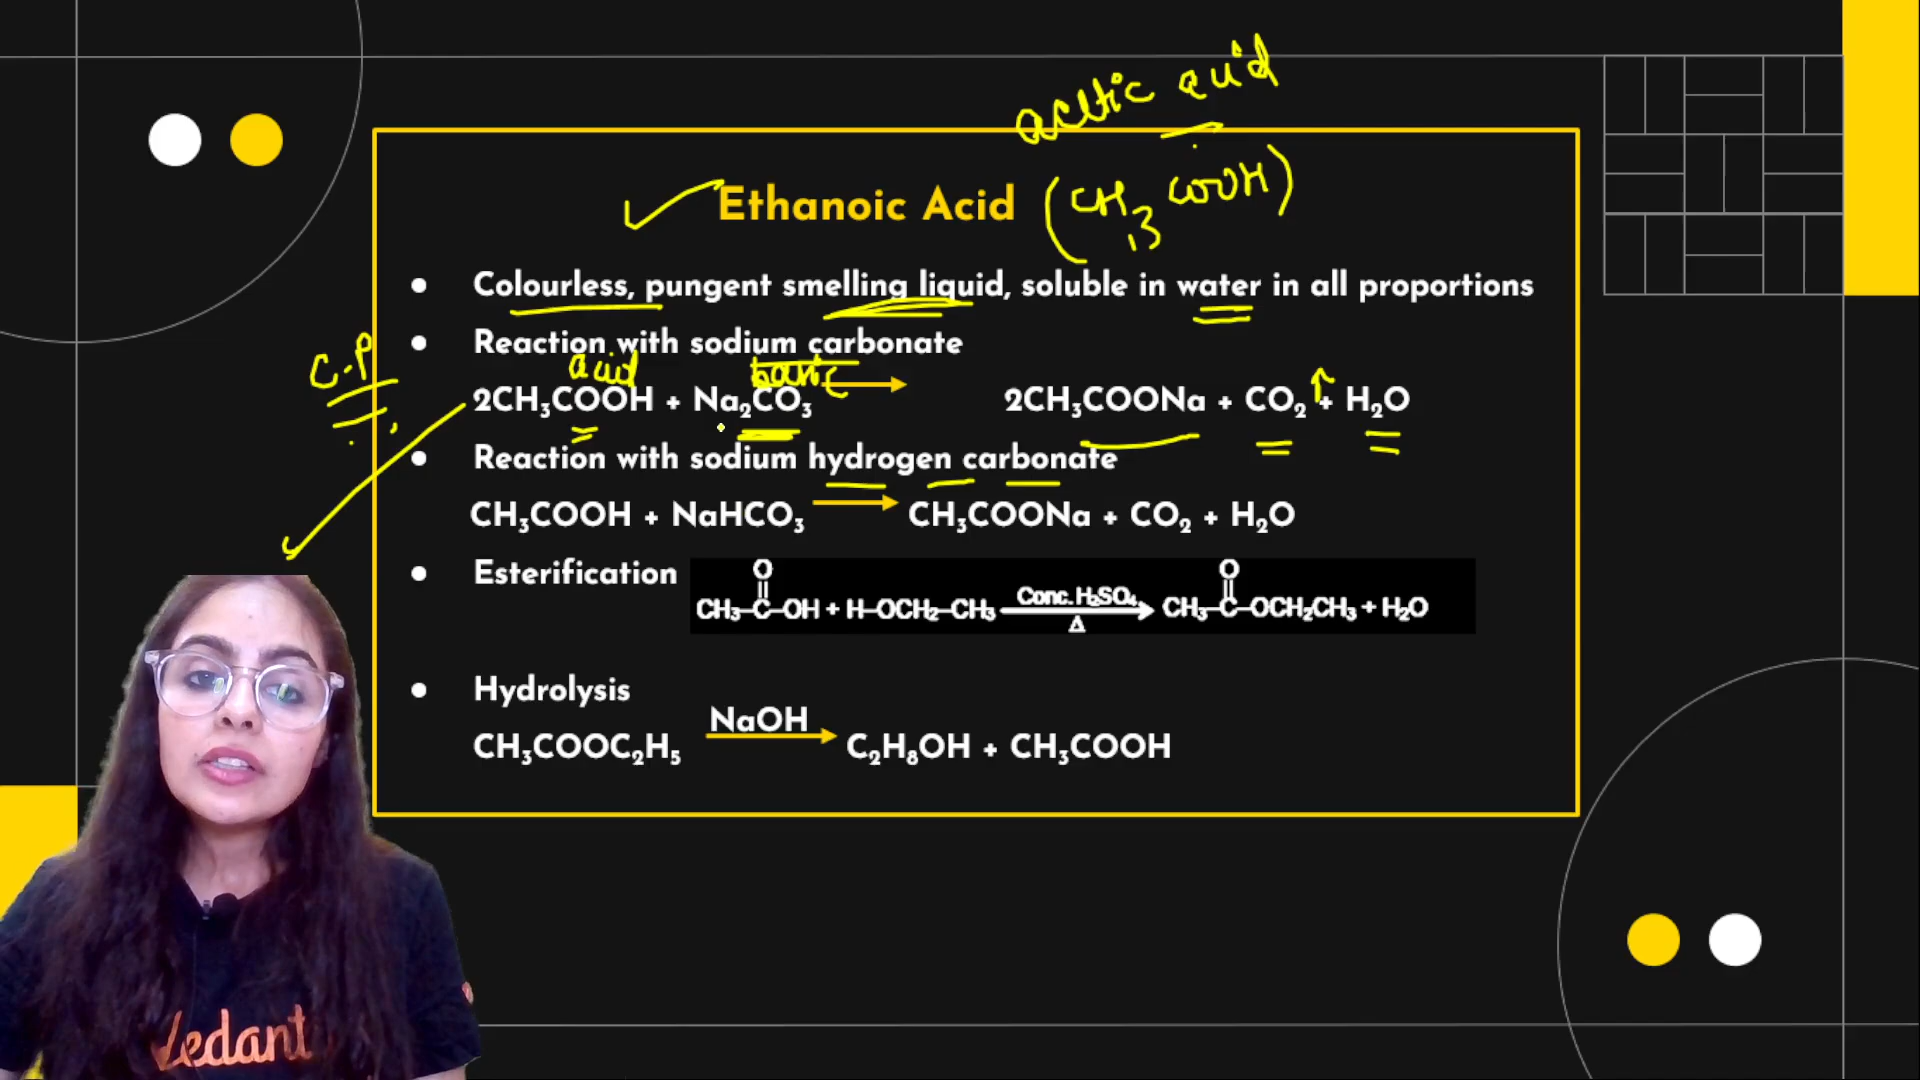 acetic acid
Ethanoic Acid (CH3 COOH)
• Colourless, pungent smelling liquid, soluble in water in all proportions
C.P
• Reaction with sodium carbonate
acid basic
2CH₃COOH + Na₂CO₃ → 2CH₃COONa + CO₂ ↑ + H₂O
• Reaction with sodium hydrogen carbonate
CH₃COOH + NaHCO₃ → CH₃COONa + CO₂ + H₂O
• Esterification
O O
CH₃–C–OH + H–OCH₂–CH₃ Conc. H₂SO₄ Δ → CH₃–C–OCH₂CH₃ + H₂O
• Hydrolysis
NaOH
CH₃COOC₂H₅ → C₂H₈OH + CH₃COOH
Vedant